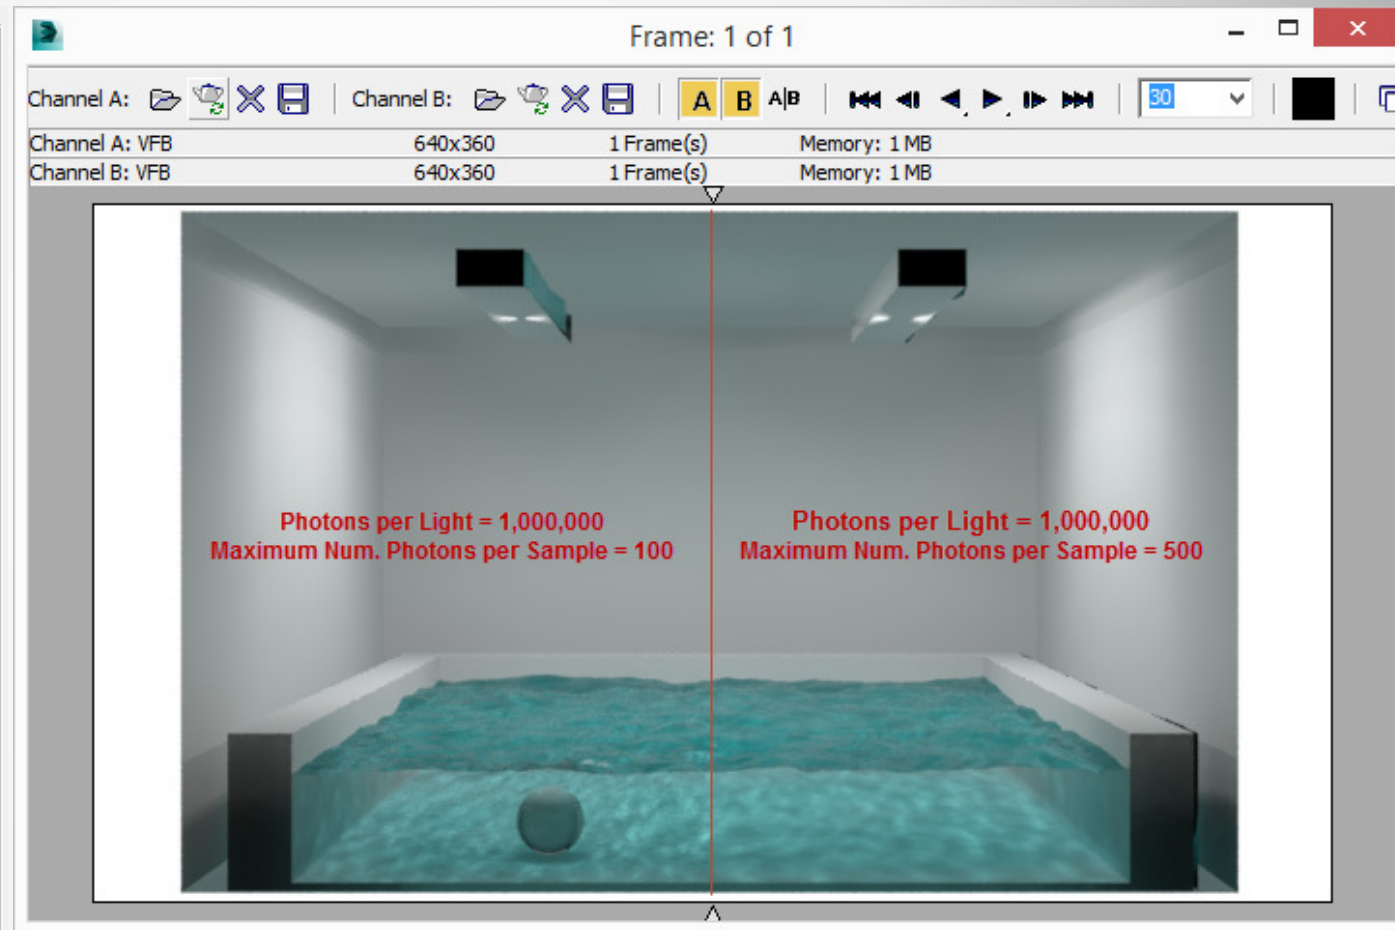 Frame: 1 of 1
Channel A: Channel B: A B A|B 30
Channel A: VFB 640x360 1 Frame(s) Memory: 1 MB
Channel B: VFB 640x360 1 Frame(s) Memory: 1 MB
Photons per Light = 1,000,000
Maximum Num. Photons per Sample = 100
Photons per Light = 1,000,000
Maximum Num. Photons per Sample = 500